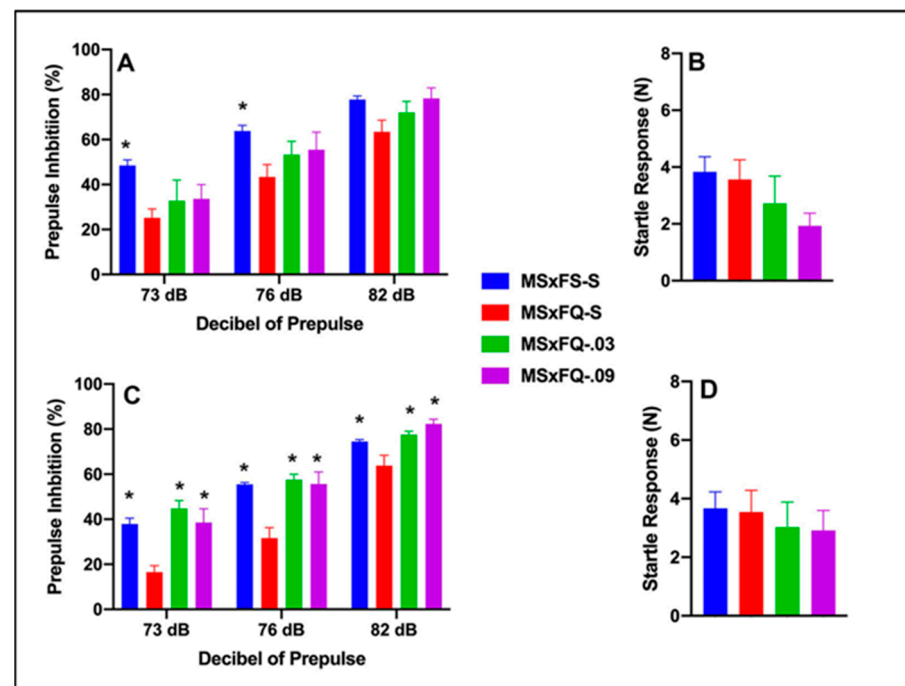 A
Prepulse Inhbitiion (%)
100
80
60
40
20
0
*
*
73 dB
76 dB
82 dB
Decibel of Prepulse
B
Startle Response (N)
8
6
4
2
0
MSxFS-S
MSxFQ-S
MSxFQ-.03
MSxFQ-.09
C
Prepulse Inhbitiion (%)
100
80
60
40
20
0
* * *
* * *
* * *
73 dB
76 dB
82 dB
Decibel of Prepulse
D
Startle Response (N)
8
6
4
2
0